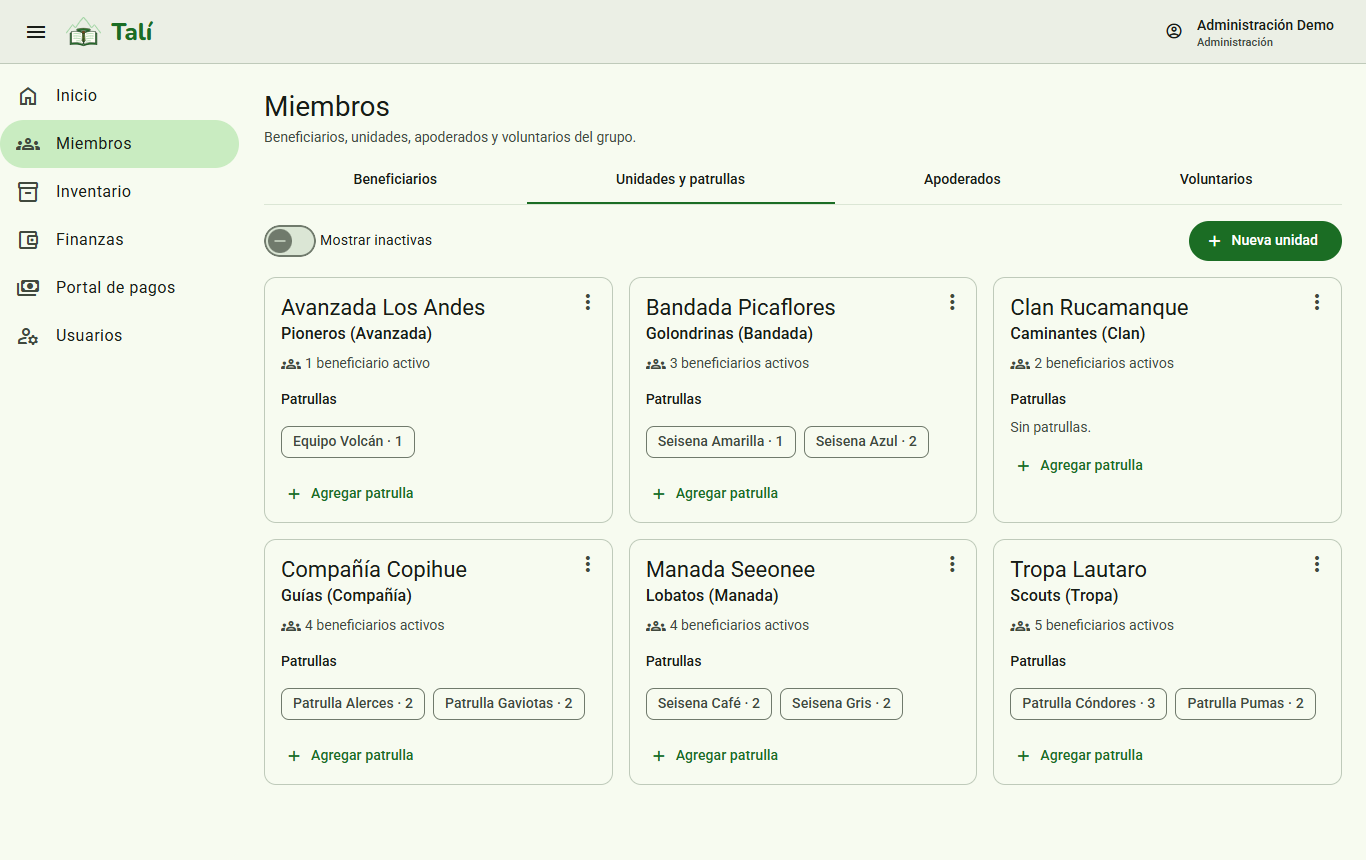 Talí
Administración Demo
Administración
Inicio
Miembros
Inventario
Finanzas
Portal de pagos
Usuarios
Miembros
Beneficiarios, unidades, apoderados y voluntarios del grupo.
Beneficiarios
Unidades y patrullas
Apoderados
Voluntarios
Mostrar inactivas
+ Nueva unidad
Avanzada Los Andes
Pioneros (Avanzada)
1 beneficiario activo
Patrullas
Equipo Volcán · 1
+ Agregar patrulla
Bandada Picaflores
Golondrinas (Bandada)
3 beneficiarios activos
Patrullas
Seisena Amarilla · 1
Seisena Azul · 2
+ Agregar patrulla
Clan Rucamanque
Caminantes (Clan)
2 beneficiarios activos
Patrullas
Sin patrullas.
+ Agregar patrulla
Compañía Copihue
Guías (Compañía)
4 beneficiarios activos
Patrullas
Patrulla Alerces · 2
Patrulla Gaviotas · 2
+ Agregar patrulla
Manada Seeonee
Lobatos (Manada)
4 beneficiarios activos
Patrullas
Seisena Café · 2
Seisena Gris · 2
+ Agregar patrulla
Tropa Lautaro
Scouts (Tropa)
5 beneficiarios activos
Patrullas
Patrulla Cóndores · 3
Patrulla Pumas · 2
+ Agregar patrulla